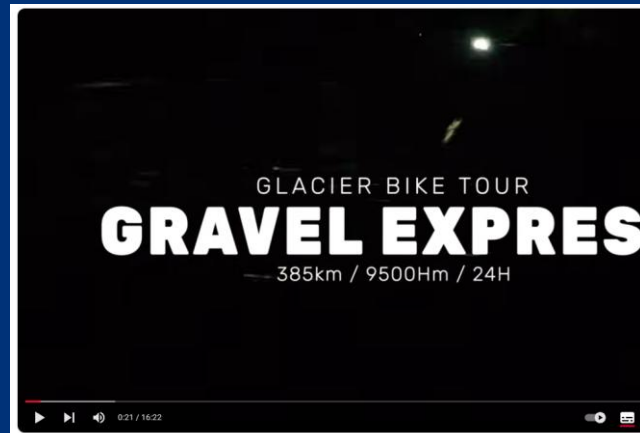 GLACIER BIKE TOUR
GRAVEL EXPRES
385km / 9500Hm / 24H
0:21 / 16:22